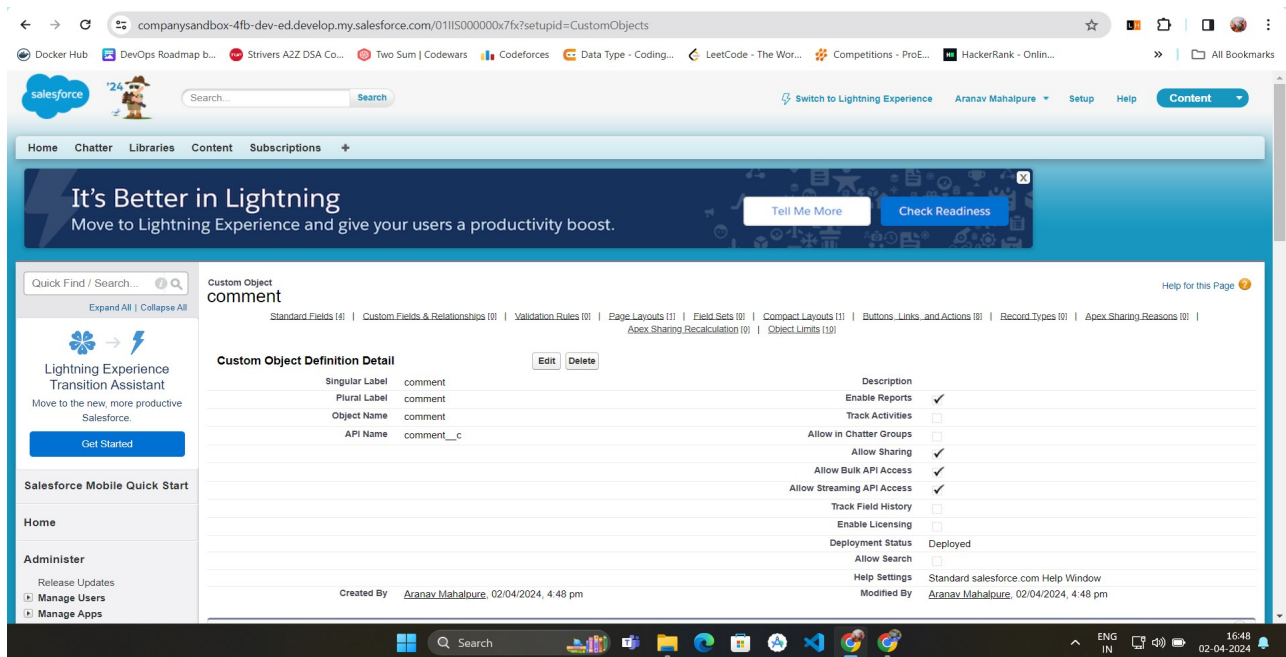 companysandbox-4fb-dev-ed.develop.my.salesforce.com/01IIS000000x7fx?setupid=CustomObjects
Docker Hub DevOps Roadmap b... Strivers A2Z DSA Co... Two Sum | Codewars Codeforces Data Type - Coding... LeetCode - The Wor... Competitions - ProE... HackerRank - Onlin... » All Bookmarks
salesforce '24 Search... Search Switch to Lightning Experience Aranav Mahalpure Setup Help Content
Home Chatter Libraries Content Subscriptions +
It's Better in Lightning
Move to Lightning Experience and give your users a productivity boost.
Tell Me More Check Readiness X
Quick Find / Search...
Expand All | Collapse All
Lightning Experience
Transition Assistant
Move to the new, more productive
Salesforce.
Get Started
Salesforce Mobile Quick Start
Home
Administer
Release Updates
Manage Users
Manage Apps
Custom Object
comment
Help for this Page
Standard Fields [4] | Custom Fields & Relationships [0] | Validation Rules [0] | Page Layouts [1] | Field Sets [0] | Compact Layouts [1] | Buttons, Links, and Actions [8] | Record Types [0] | Apex Sharing Reasons [0] |
Apex Sharing Recalculation [0] | Object Limits [10]
Custom Object Definition Detail Edit Delete
Singular Label comment Description
Plural Label comment Enable Reports
Object Name comment Track Activities
API Name comment__c Allow in Chatter Groups
Allow Sharing
Allow Bulk API Access
Allow Streaming API Access
Track Field History
Enable Licensing
Deployment Status Deployed
Allow Search
Help Settings Standard salesforce.com Help Window
Created By Aranav Mahalpure, 02/04/2024, 4:48 pm Modified By Aranav Mahalpure, 02/04/2024, 4:48 pm
Search
ENG
IN
16:48
02-04-2024